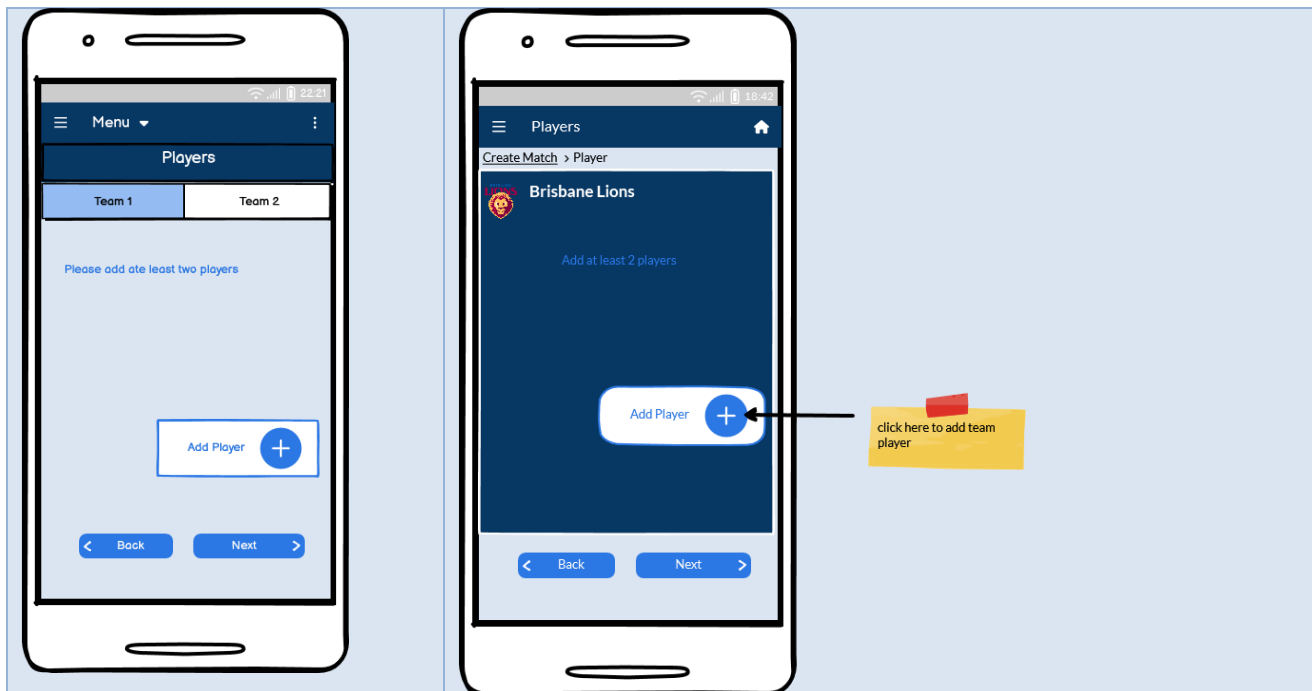 22:21
Menu
Players
Team 1
Team 2
Please add ate least two players
Add Player
Back
Next
18:42
Players
Create Match > Player
LIONS
Brisbane Lions
Add at least 2 players
Add Player
Back
Next
click here to add team
player